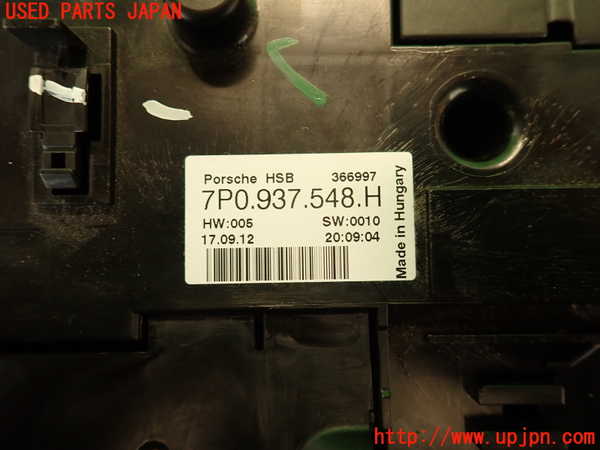 USED PARTS JAPAN
Porsche HSB 366997
7P0.937.548.H
HW:005 SW:0010
17.09.12 20:09:04
Made in Hungary
http://www.upjpn.com/